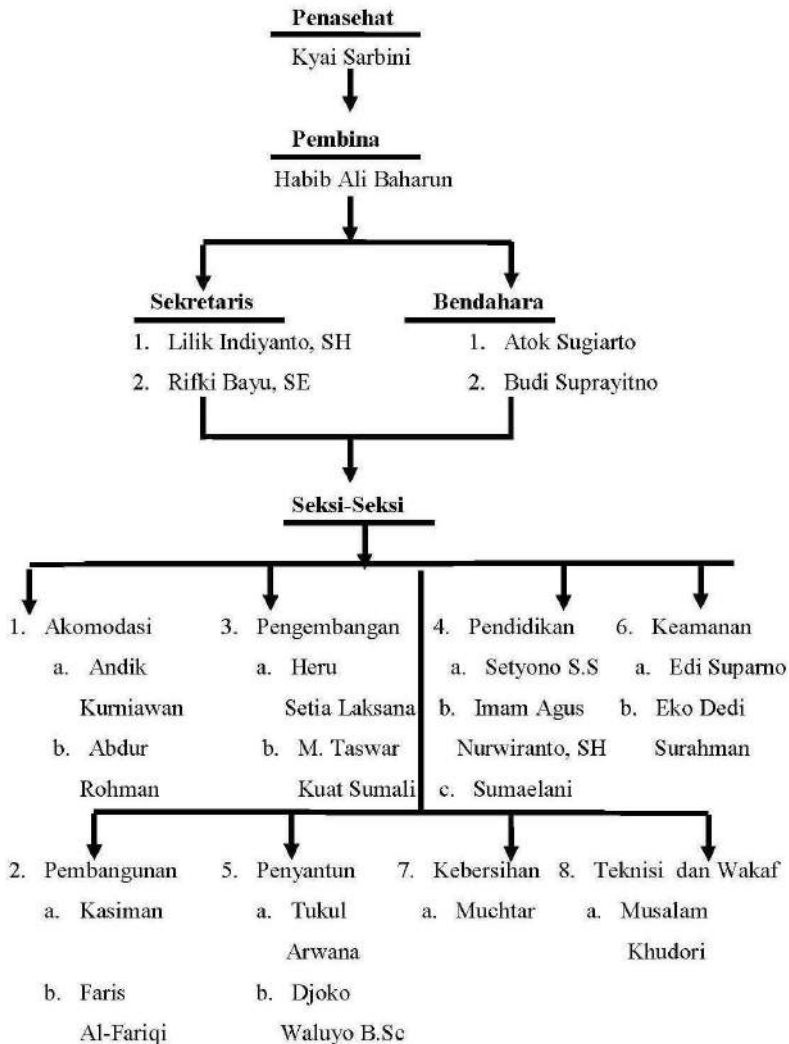 Penasehat
Kyai Sarbini
Pembina
Habib Ali Baharun
Sekretaris
1. Lilik Indiyanto, SH
2. Rifki Bayu, SE
Bendahara
1. Atok Sugiarto
2. Budi Suprayitno
Seksi-Seksi
1. Akomodasi
a. Andik
Kurniawan
b. Abdur
Rohman
3. Pengembangan
a. Heru
Setia Laksana
b. M. Taswar
Kuat Sumali
4. Pendidikan
a. Setyono S.S
b. Imam Agus
Nurwiranto, SH
c. Sumaelani
6. Keamanan
a. Edi Suparno
b. Eko Dedi
Surahman
2. Pembangunan
a. Kasiman
b. Faris
Al-Fariqi
5. Penyantun
a. Tukul
Arwana
b. Djoko
Waluyo B.Sc
7. Kebersihan
a. Muchtar
8. Teknisi dan Wakaf
a. Musalam
Khudori